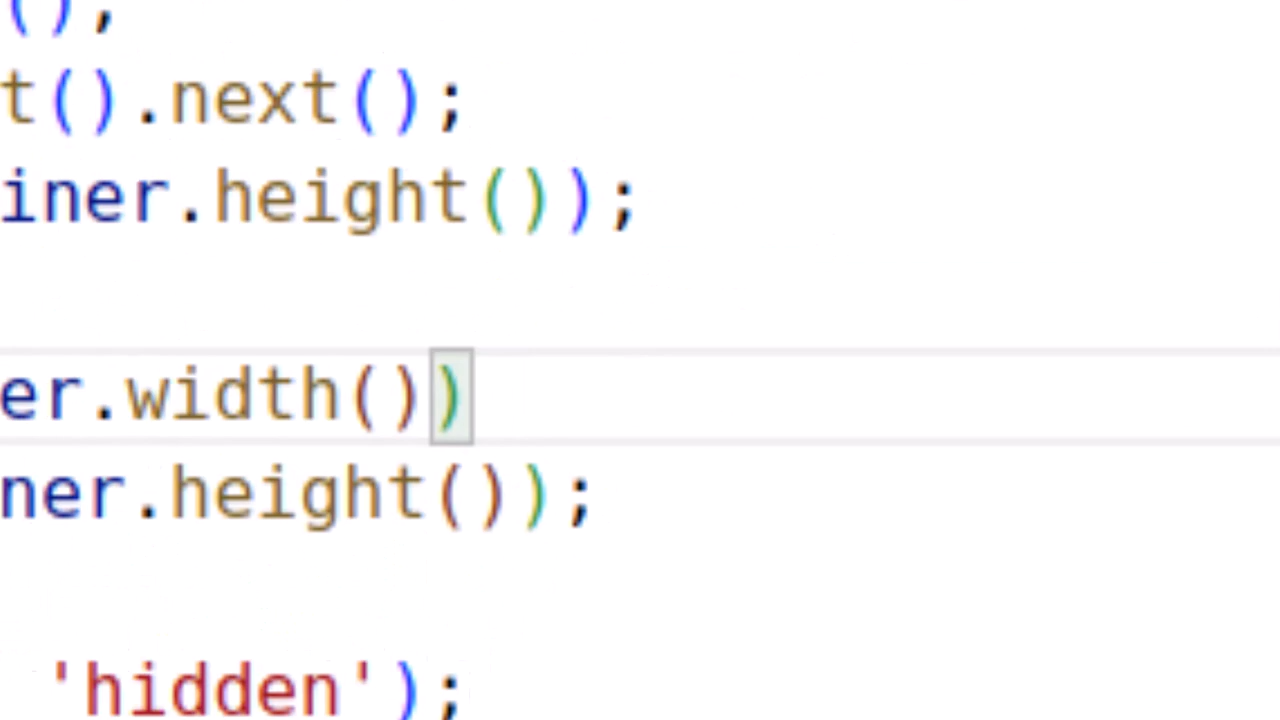 ();
t().next();
iner.height());
er.width())
ner.height());
'hidden');